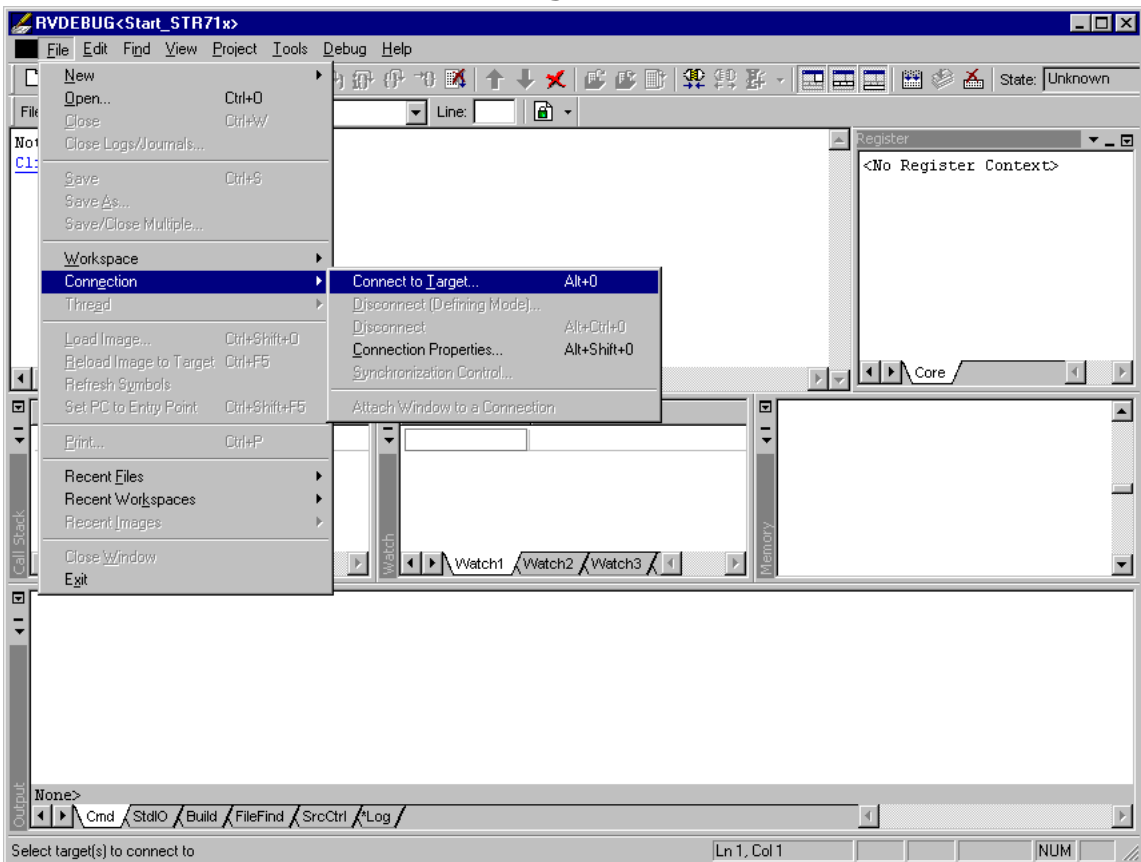 RVDEBUG<Start_STR71x>
File Edit Find View Project Tools Debug Help
State: Unknown
Line:
New
Open... Ctrl+O
Close Ctrl+W
Close Logs/Journals...
Save Ctrl+S
Save As...
Save/Close Multiple...
Workspace
Connection
Thread
Load Image... Ctrl+Shift+O
Reload Image to Target Ctrl+F5
Refresh Symbols
Set PC to Entry Point Ctrl+Shift+F5
Print... Ctrl+P
Recent Files
Recent Workspaces
Recent Images
Close Window
Exit
Connect to Target... Alt+0
Disconnect (Defining Mode)...
Disconnect Alt+Ctrl+0
Connection Properties... Alt+Shift+0
Synchronization Control...
Attach Window to a Connection
Register
<No Register Context>
Core
Call Stack
Watch
Watch1 Watch2 Watch3
Memory
Output
None>
Cmd StdIO Build FileFind SrcCtrl *Log
Select target(s) to connect to
Ln 1, Col 1
NUM